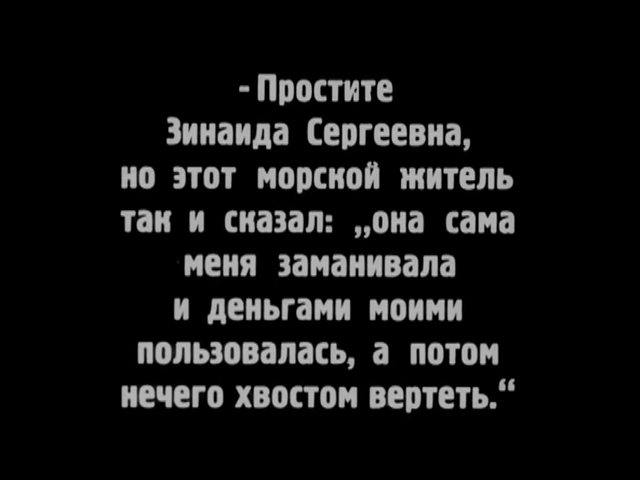 - Простите
Зинаида Сергеевна,
но этот морской житель
так и сказал: „она сама
меня заманивала
и деньгами моими
пользовалась, а потом
нечего хвостом вертеть.“